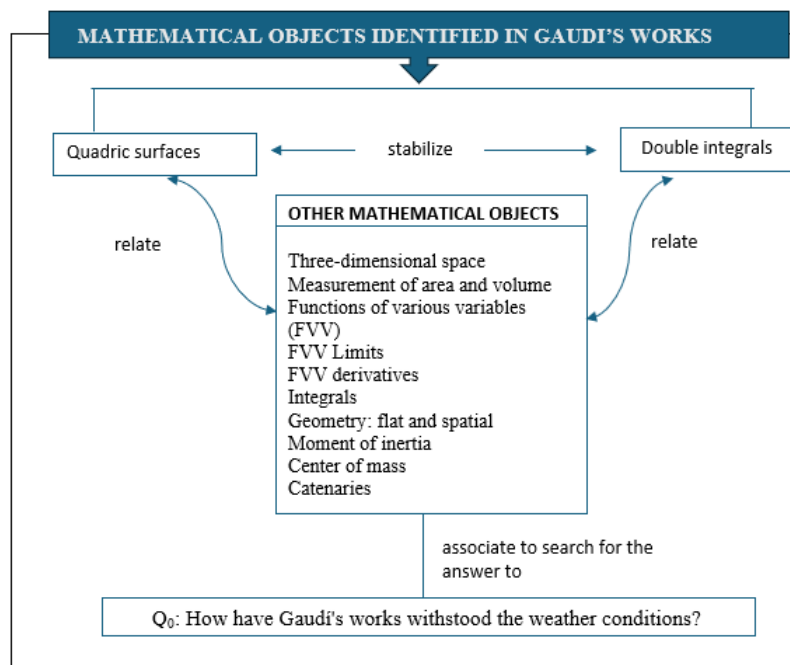 MATHEMATICAL OBJECTS IDENTIFIED IN GAUDI'S WORKS
Quadric surfaces
stabilize
Double integrals
relate
relate
OTHER MATHEMATICAL OBJECTS
Three-dimensional space
Measurement of area and volume
Functions of various variables
(FVV)
FVV Limits
FVV derivatives
Integrals
Geometry: flat and spatial
Moment of inertia
Center of mass
Catenaries
associate to search for the
answer to
Q₀: How have Gaudí's works withstood the weather conditions?